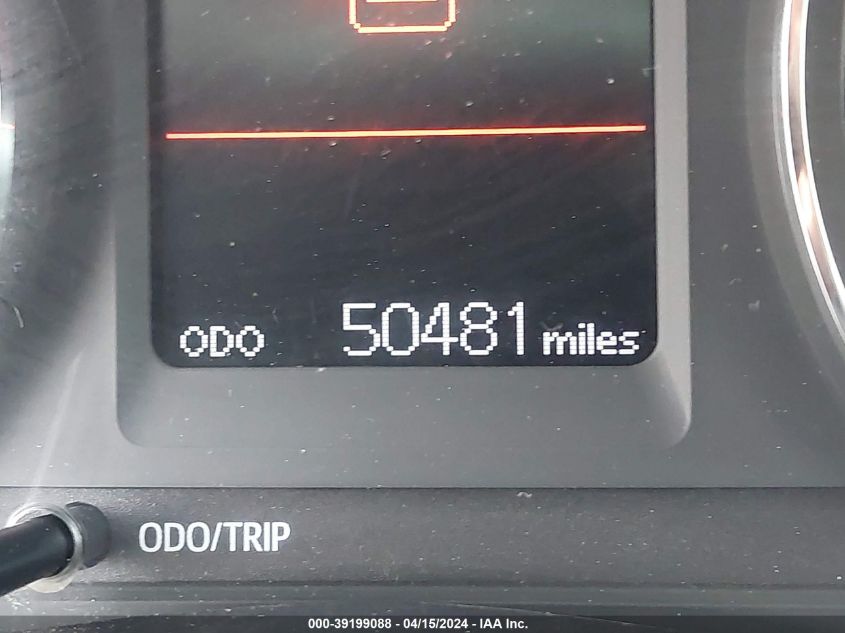 ODO 50481 miles
ODO/TRIP
000-39199088 - 04/15/2024 - IAA Inc.